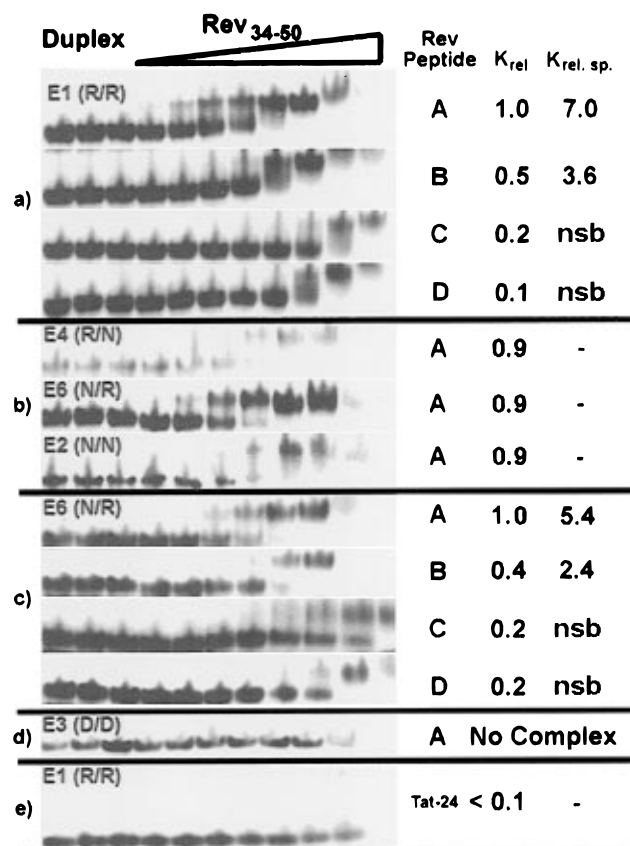 Duplex Rev34-50 Rev Peptide Krel Krel. sp.
a)
E1 (R/R) A 1.0 7.0
B 0.5 3.6
C 0.2 nsb
D 0.1 nsb
b)
E4 (R/N) A 0.9 -
E6 (N/R) A 0.9 -
E2 (N/N) A 0.9 -
c)
E6 (N/R) A 1.0 5.4
B 0.4 2.4
C 0.2 nsb
D 0.2 nsb
d)
E3 (D/D) A No Complex
e)
E1 (R/R) Tat-24 < 0.1 -